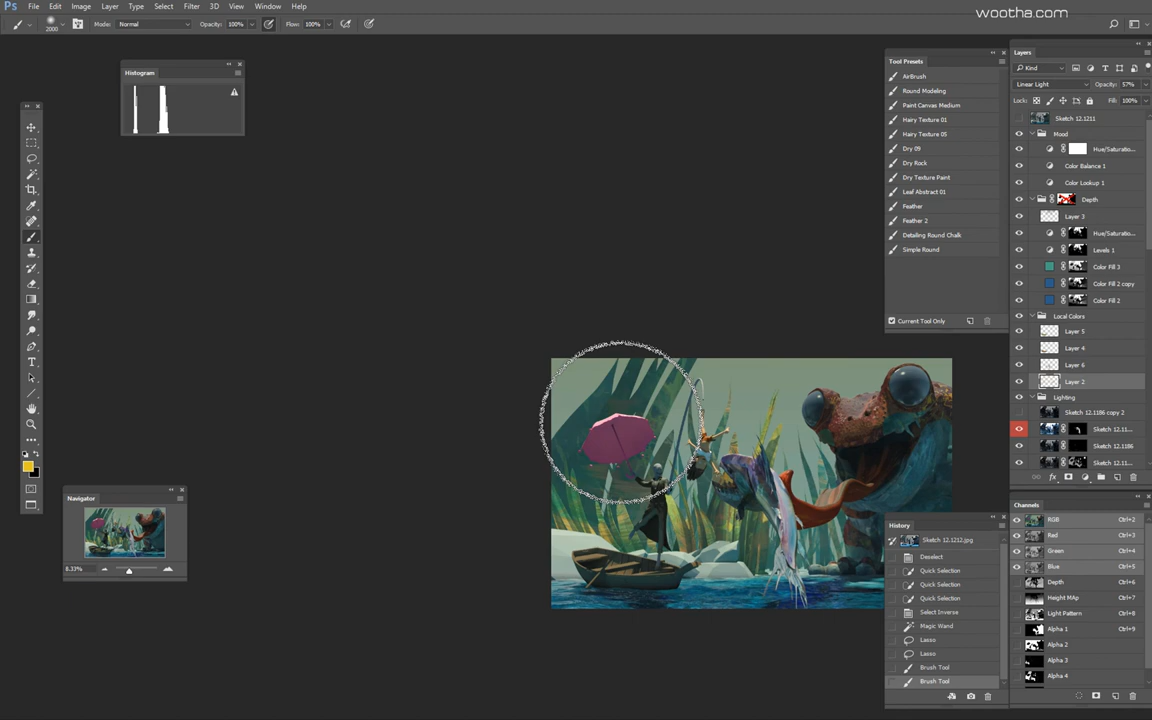 Ps File Edit Image Layer Type Select Filter 3D View Window Help
wootha.com
2000 Mode: Normal Opacity: 100% Flow: 100%
Histogram
Navigator
8.33%
Tool Presets
AirBrush
Round Modeling
Paint Canvas Medium
Hairy Texture 01
Hairy Texture 05
Dry 09
Dry Rock
Dry Texture Paint
Leaf Abstract 01
Feather
Feather 2
Detailing Round Chalk
Simple Round
Current Tool Only
History
Sketch 12.1212.jpg
Deselect
Quick Selection
Quick Selection
Quick Selection
Select Inverse
Magic Wand
Lasso
Lasso
Brush Tool
Brush Tool
Layers
Kind
Linear Light Opacity: 57%
Lock: Fill: 100%
Sketch 12.1211
Mood
Hue/Saturatio...
Color Balance 1
Color Lookup 1
Depth
Layer 3
Hue/Saturatio...
Levels 1
Color Fill 3
Color Fill 2 copy
Color Fill 2
Local Colors
Layer 5
Layer 4
Layer 6
Layer 2
Lighting
Sketch 12.1186 copy 2
Sketch 12.11...
Sketch 12.1186
Sketch 12.11...
fx
Channels
RGB Ctrl+2
Red Ctrl+3
Green Ctrl+4
Blue Ctrl+5
Depth Ctrl+6
Height MAp Ctrl+7
Light Pattern Ctrl+8
Alpha 1 Ctrl+9
Alpha 2
Alpha 3
Alpha 4